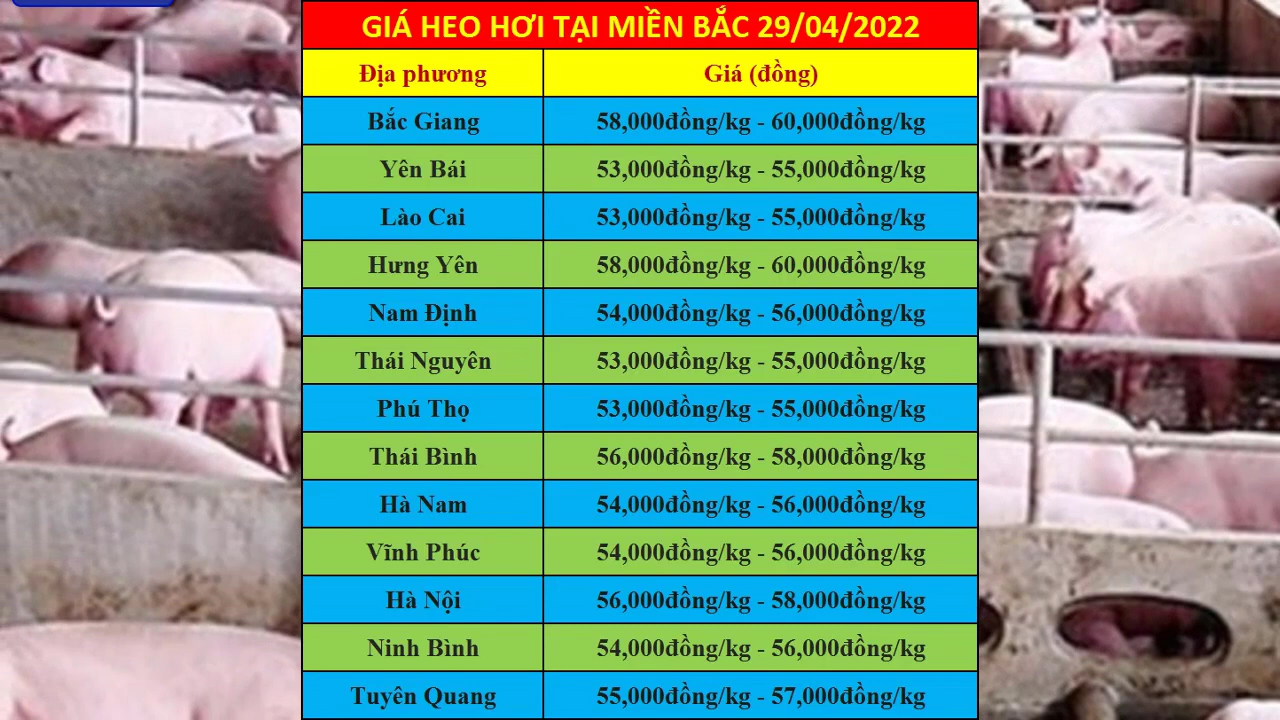 GIÁ HEO HƠI TẠI MIỀN BẮC 29/04/2022
Địa phương Giá (đồng)
Bắc Giang 58,000đồng/kg - 60,000đồng/kg
Yên Bái 53,000đồng/kg - 55,000đồng/kg
Lào Cai 53,000đồng/kg - 55,000đồng/kg
Hưng Yên 58,000đồng/kg - 60,000đồng/kg
Nam Định 54,000đồng/kg - 56,000đồng/kg
Thái Nguyên 53,000đồng/kg - 55,000đồng/kg
Phú Thọ 53,000đồng/kg - 55,000đồng/kg
Thái Bình 56,000đồng/kg - 58,000đồng/kg
Hà Nam 54,000đồng/kg - 56,000đồng/kg
Vĩnh Phúc 54,000đồng/kg - 56,000đồng/kg
Hà Nội 56,000đồng/kg - 58,000đồng/kg
Ninh Bình 54,000đồng/kg - 56,000đồng/kg
Tuyên Quang 55,000đồng/kg - 57,000đồng/kg